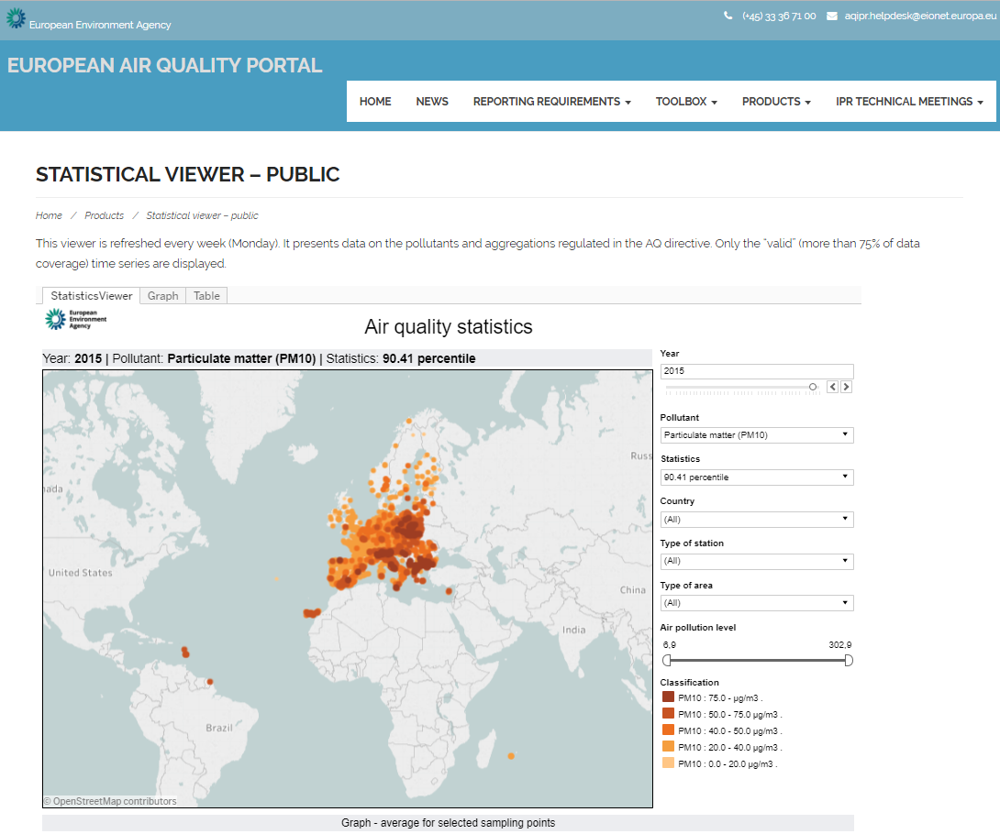 European Environment Agency
(+45) 33 36 71 00
aqipr.helpdesk@eionet.europa.eu
EUROPEAN AIR QUALITY PORTAL
HOME NEWS REPORTING REQUIREMENTS TOOLBOX PRODUCTS IPR TECHNICAL MEETINGS
STATISTICAL VIEWER – PUBLIC
Home / Products / Statistical viewer – public
This viewer is refreshed every week (Monday). It presents data on the pollutants and aggregations regulated in the AQ directive. Only the “valid” (more than 75% of data
coverage) time series are displayed.
StatisticsViewer Graph Table
European
Environment
Agency
Air quality statistics
Year: 2015 | Pollutant: Particulate matter (PM10) | Statistics: 90.41 percentile
Russ
nada
United States
China
India
Brazil
© OpenStreetMap contributors
Year
2015
Pollutant
Particulate matter (PM10)
Statistics
90.41 percentile
Country
(All)
Type of station
(All)
Type of area
(All)
Air pollution level
6,9 302,9
Classification
PM10 : 75.0 - µg/m3 .
PM10 : 50.0 - 75.0 µg/m3 .
PM10 : 40.0 - 50.0 µg/m3 .
PM10 : 20.0 - 40.0 µg/m3 .
PM10 : 0.0 - 20.0 µg/m3 .
Graph - average for selected sampling points